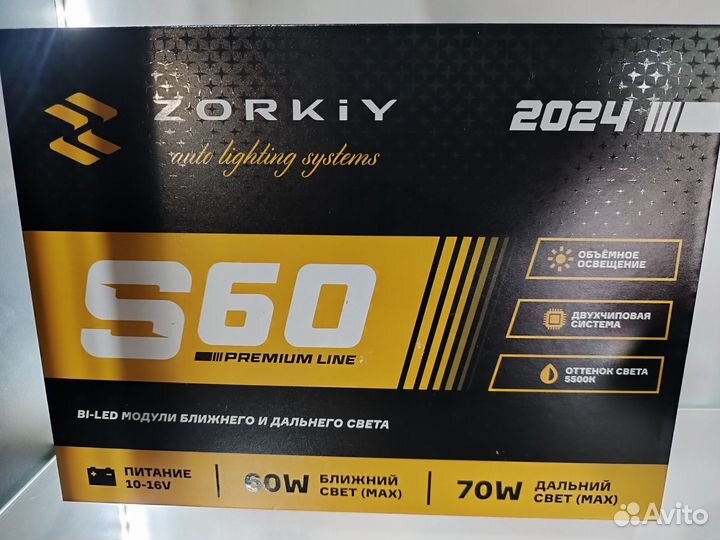 ZORKiY
2024
auto lighting systems
S60
PREMIUM LINE
ОБЪЁМНОЕ
ОСВЕЩЕНИЕ
ДВУХЧИПОВАЯ
СИСТЕМА
ОТТЕНОК СВЕТА
5500К
BI-LED МОДУЛИ БЛИЖНЕГО И ДАЛЬНЕГО СВЕТА
ПИТАНИЕ
10-16V
60W БЛИЖНИЙ
СВЕТ (MAX)
70W ДАЛЬНИЙ
СВЕТ (MAX)
Avito